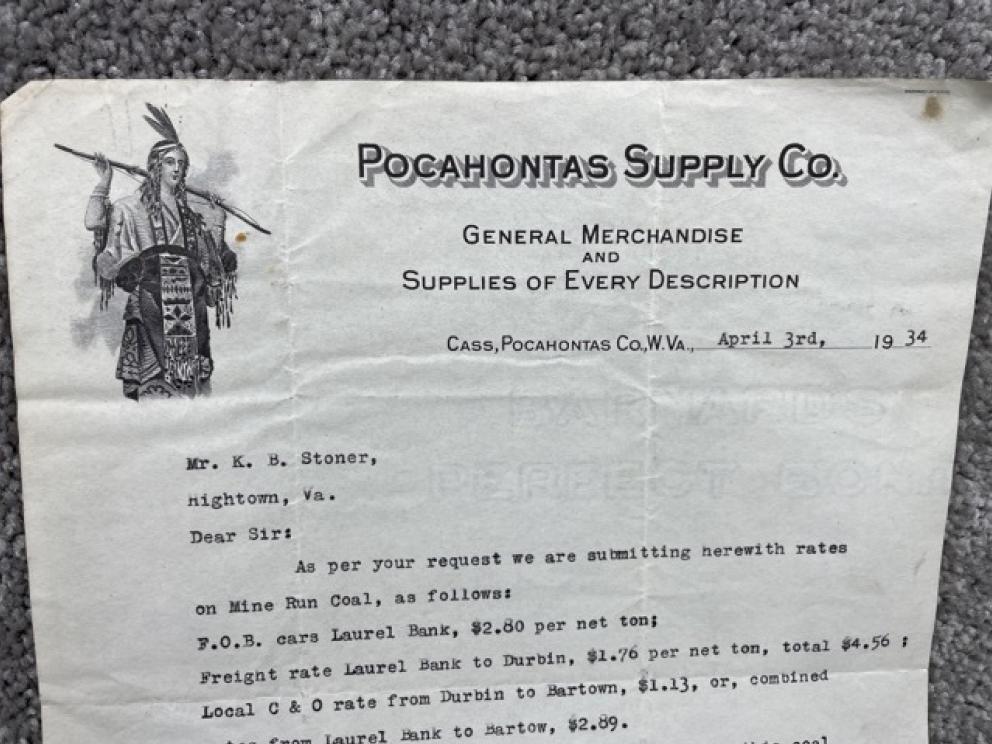 POCAHONTAS SUPPLY CO.
GENERAL MERCHANDISE
AND
SUPPLIES OF EVERY DESCRIPTION
CASS, POCAHONTAS CO., W. VA., April 3rd, 19 34
Mr. K. B. Stoner,
Hightown, Va.
Dear Sir:
As per your request we are submitting herewith rates
on Mine Run Coal, as follows:
F.O.B. cars Laurel Bank, $2.80 per net ton;
Freight rate Laurel Bank to Durbin, $1.76 per net ton, total $4.56 ;
Local C & O rate from Durbin to Bartown, $1.13, or, combined
from Laurel Bank to Bartow, $2.89.
coal